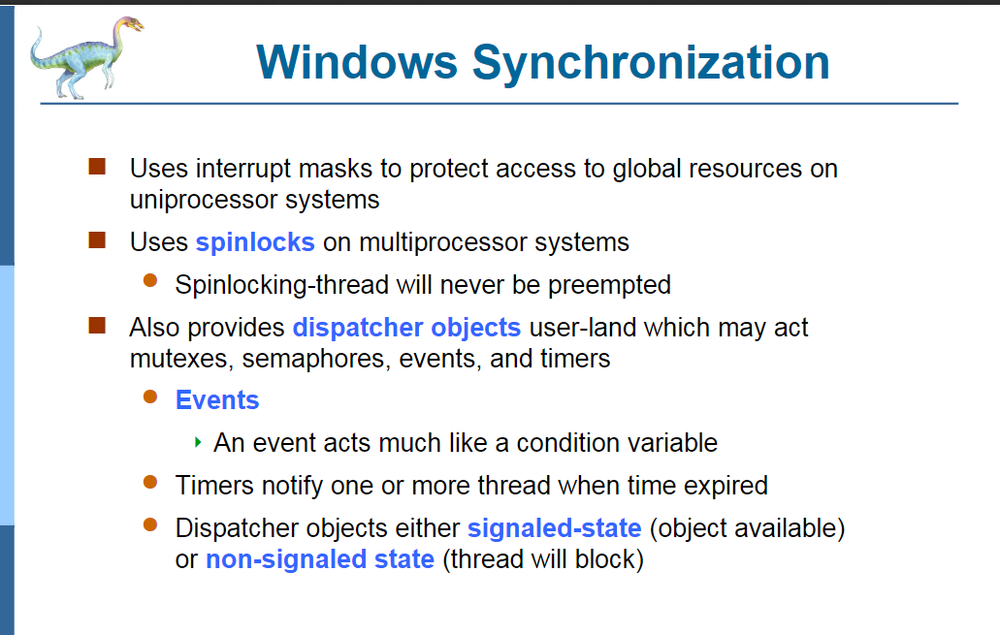 Windows Synchronization
Uses interrupt masks to protect access to global resources on
uniprocessor systems
Uses spinlocks on multiprocessor systems
Spinlocking-thread will never be preempted
Also provides dispatcher objects user-land which may act
mutexes, semaphores, events, and timers
Events
An event acts much like a condition variable
Timers notify one or more thread when time expired
Dispatcher objects either signaled-state (object available)
or non-signaled state (thread will block)